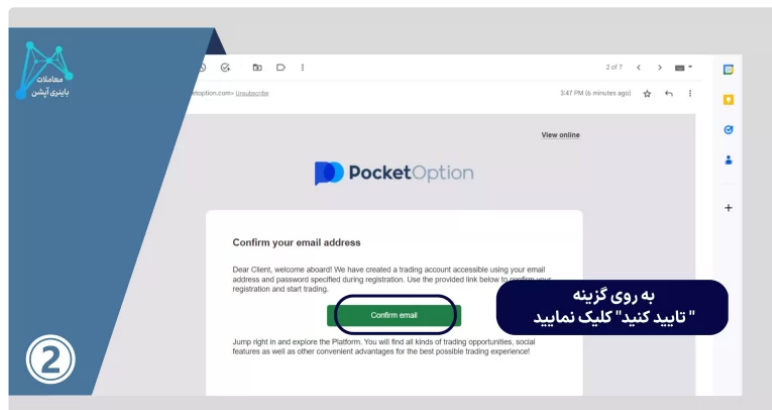 معاملات
باینری آپشن
2 of 7
etoption.com> Unsubscribe
3:47 PM (6 minutes ago)
View online
PocketOption
Confirm your email address
Dear Client, welcome aboard! We have created a trading account accessible using your email
address and password specified during registration. Use the provided link below to confirm your
registration and start trading.
Confirm email
به روی گزینه
" تایید کنید" کلیک نمایید
Jump right in and explore the Platform. You will find all kinds of trading opportunities, social
features as well as other convenient advantages for the best possible trading experience!
2